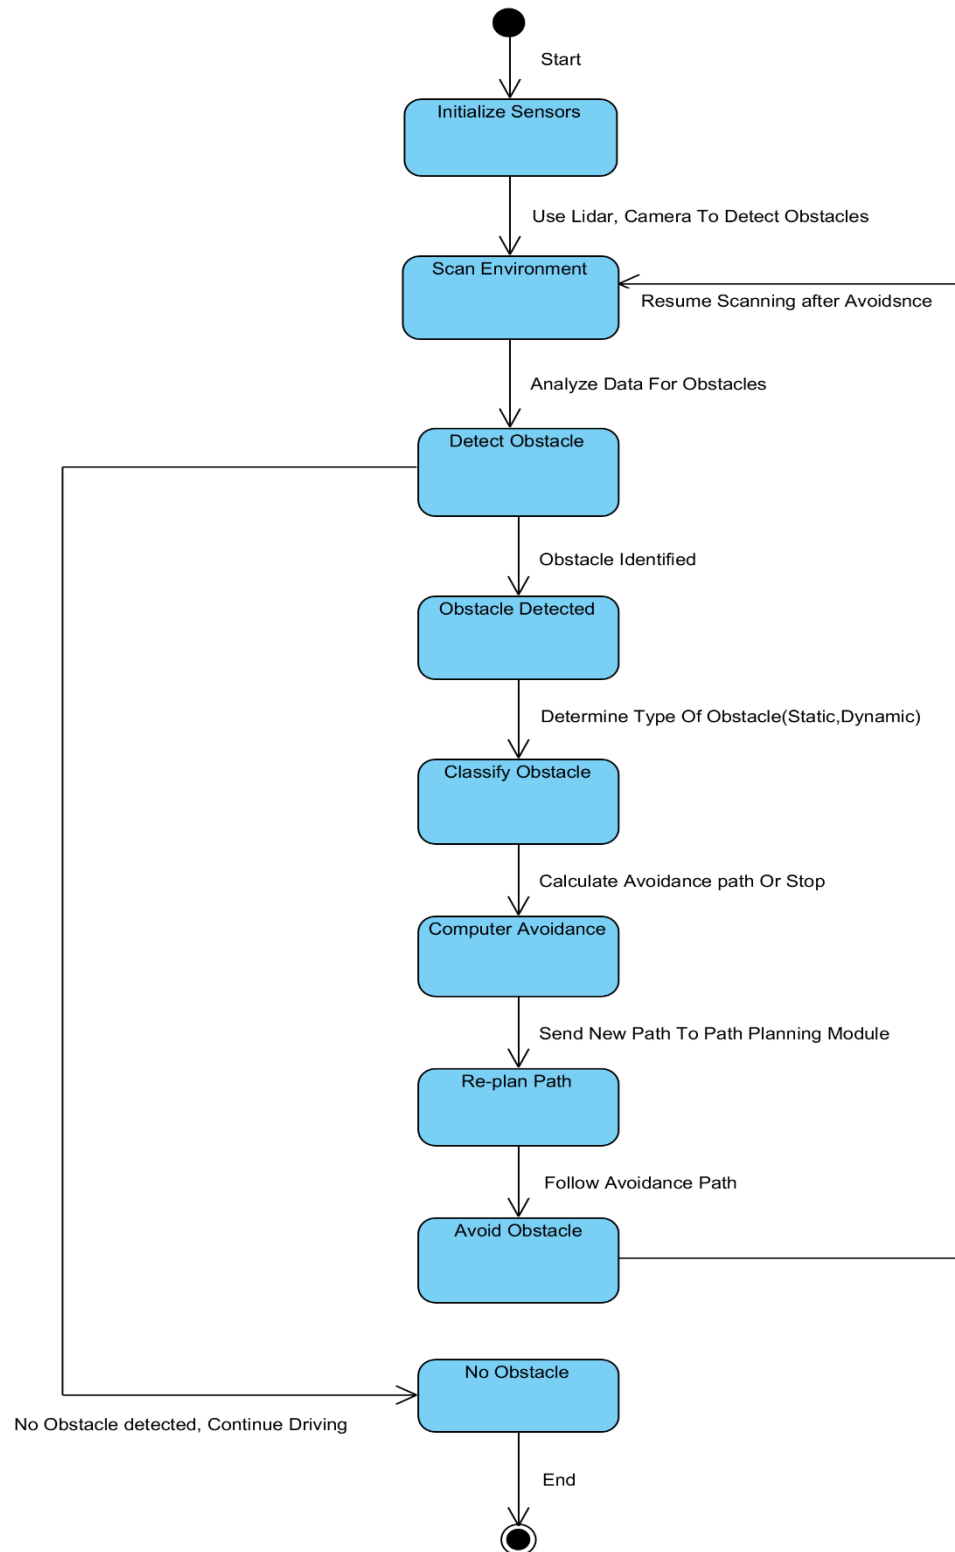 Start
Initialize Sensors
Use Lidar, Camera To Detect Obstacles
Scan Environment
Resume Scanning after Avoidsnce
Analyze Data For Obstacles
Detect Obstacle
Obstacle Identified
Obstacle Detected
Determine Type Of Obstacle(Static,Dynamic)
Classify Obstacle
Calculate Avoidance path Or Stop
Computer Avoidance
Send New Path To Path Planning Module
Re-plan Path
Follow Avoidance Path
Avoid Obstacle
No Obstacle
No Obstacle detected, Continue Driving
End